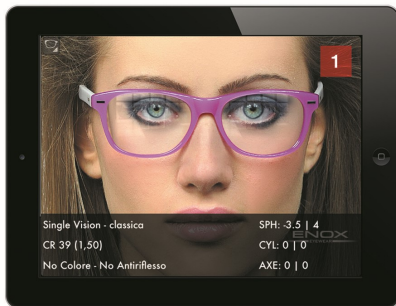 1
Single Vision - classica SPH: -3.5 | 4
ENOX
CR 39 (1,50) CYL: 0 | 0
No Colore - No Antiriflesso AXE: 0 | 0